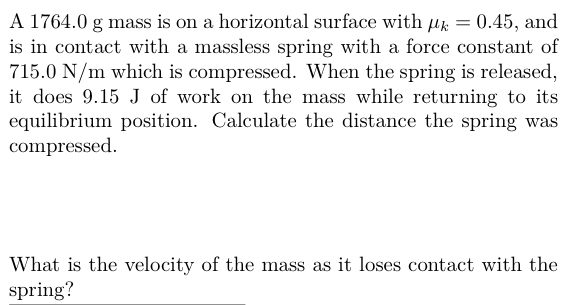 A 1764.0 g mass is on a horizontal surface with μₖ = 0.45, and
is in contact with a massless spring with a force constant of
715.0 N/m which is compressed. When the spring is released,
it does 9.15 J of work on the mass while returning to its
equilibrium position. Calculate the distance the spring was
compressed.
What is the velocity of the mass as it loses contact with the
spring?